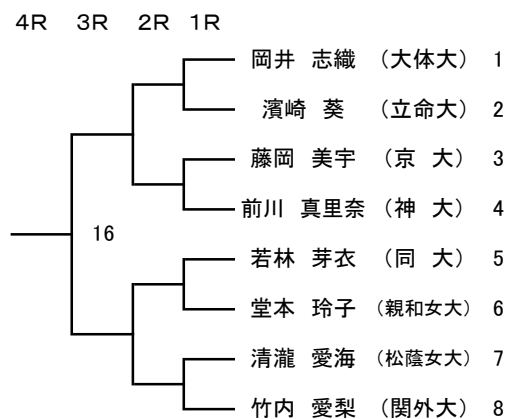 4R 3R 2R 1R
岡井 志織 (大体大) 1
濱崎 葵 (立命大) 2
藤岡 美宇 (京 大) 3
前川 真里奈 (神 大) 4
16
若林 芽衣 (同 大) 5
堂本 玲子 (親和女大) 6
清瀧 愛海 (松蔭女大) 7
竹内 愛梨 (関外大) 8